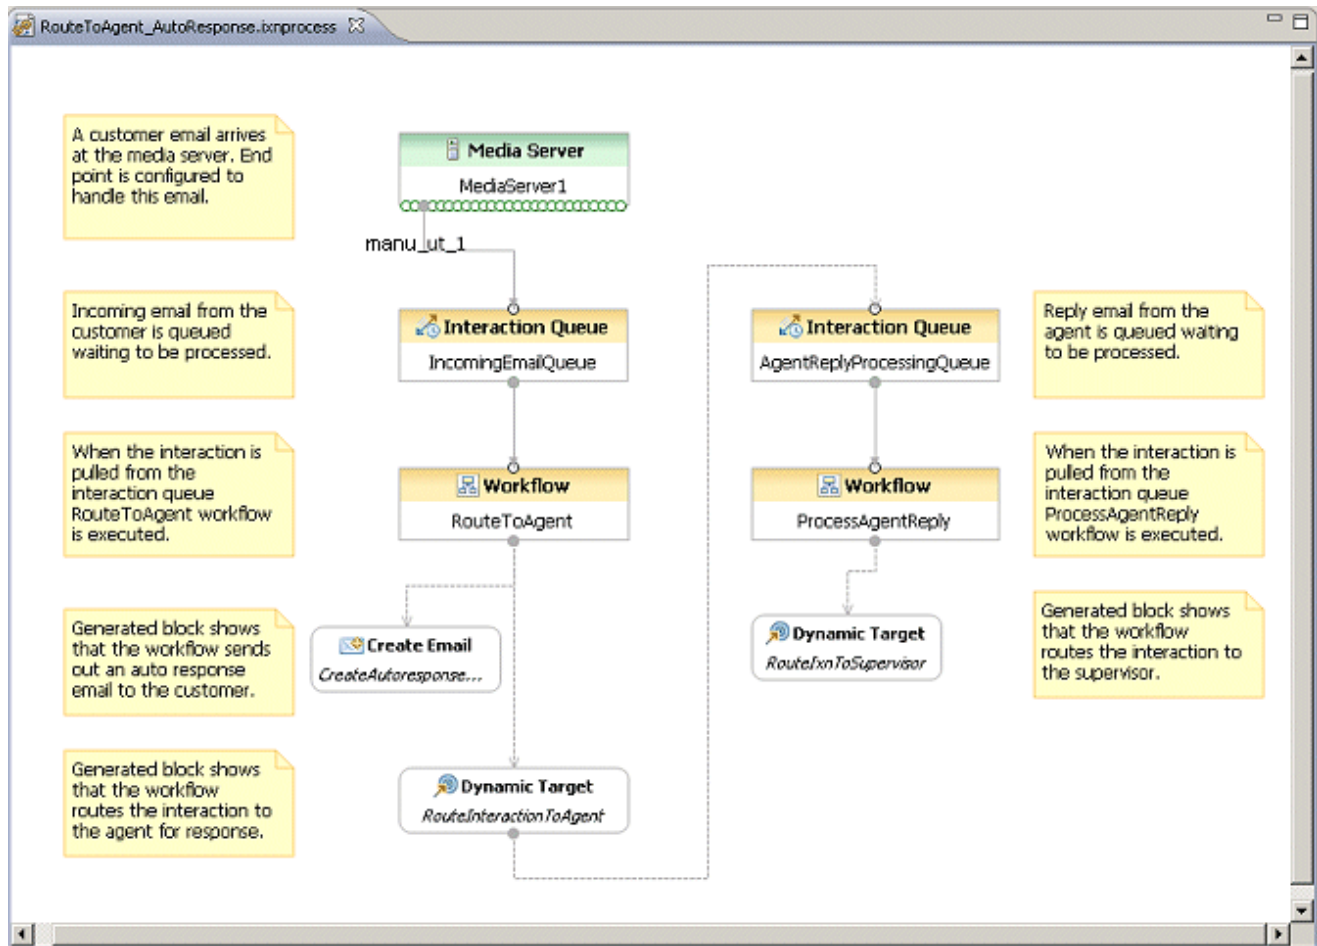 RouteToAgent_AutoResponse.ixnprocess
A customer email arrives
at the media server. End
point is configured to
handle this email.
Media Server
MediaServer1
manu_ut_1
Incoming email from the
customer is queued
waiting to be processed.
Interaction Queue
IncomingEmailQueue
Interaction Queue
AgentReplyProcessingQueue
Reply email from the
agent is queued waiting
to be processed.
When the interaction is
pulled from the
interaction queue
RouteToAgent workflow
is executed.
Workflow
RouteToAgent
Workflow
ProcessAgentReply
When the interaction is
pulled from the
interaction queue
ProcessAgentReply
workflow is executed.
Generated block shows
that the workflow sends
out an auto response
email to the customer.
Create Email
CreateAutoresponse...
Dynamic Target
RouteIxnToSupervisor
Generated block shows
that the workflow
routes the interaction to
the supervisor.
Generated block shows
that the workflow
routes the interaction to
the agent for response.
Dynamic Target
RouteInteractionToAgent